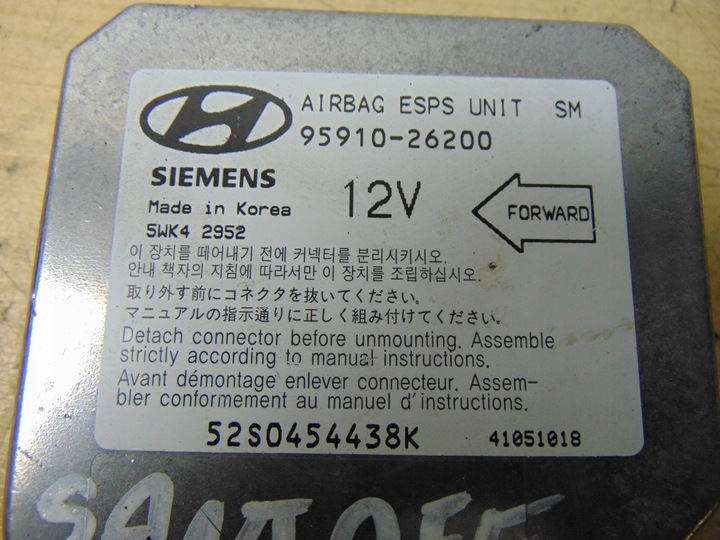 AIRBAG ESPS UNIT SM
95910-26200
SIEMENS
12V
FORWARD
Made in Korea
5WK4 2952
이 장치를 떼어내기 전에 커넥터를 분리시키시오.
안내 책자의 지침에 따라서만 이 장치를 조립하십시오.
取り外す前にコネクタを抜いてください。
マニュアルの指示通りに正しく組み付けてください。
Detach connector before unmounting. Assemble
strictly according to manual instructions.
Avant démontage enlever connecteur. Assem-
bler conformement au manuel d'instructions.
52S0454438K 41051018
SANTA FE